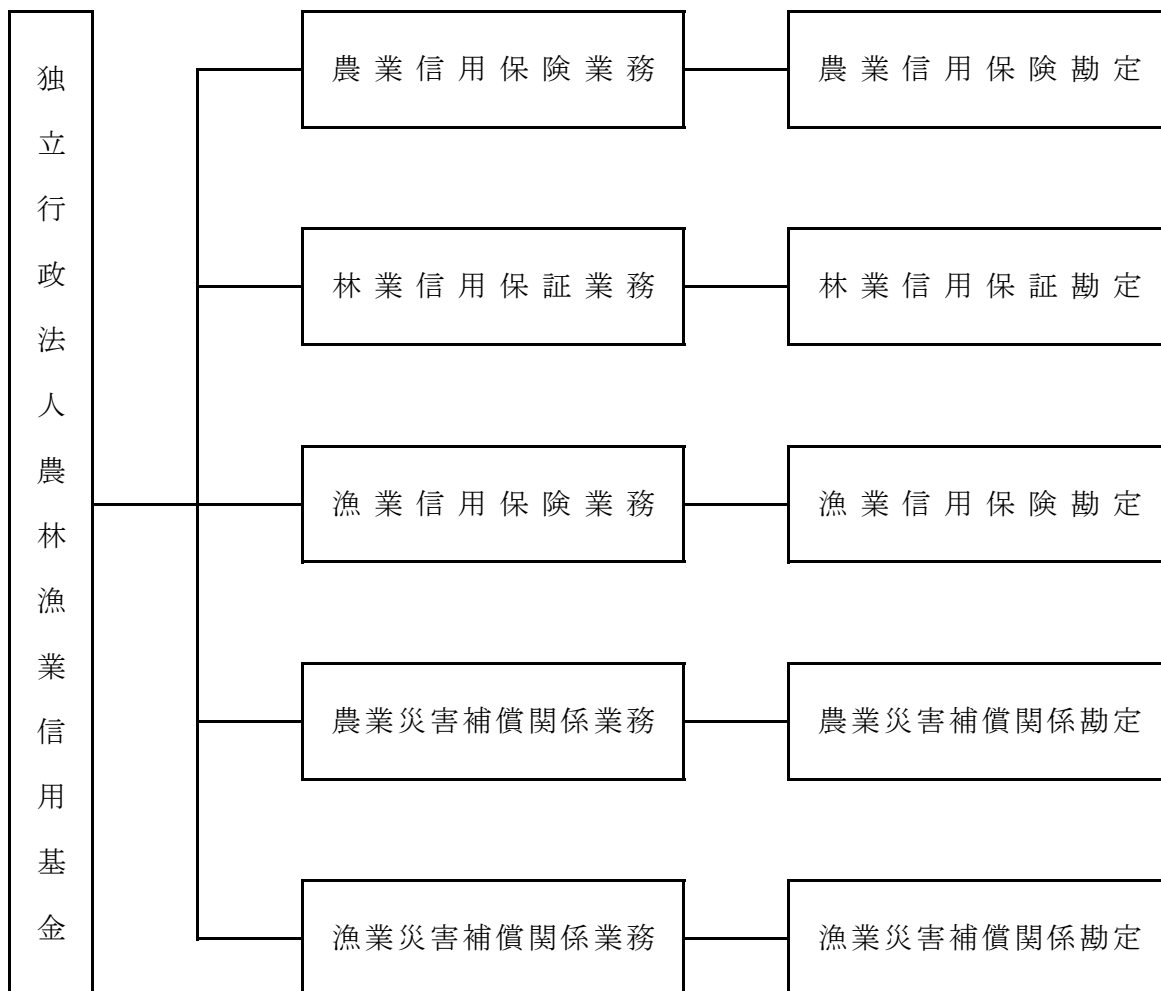 独立行政法人農林漁業信用基金
農業信用保険業務
農業信用保険勘定
林業信用保証業務
林業信用保証勘定
漁業信用保険業務
漁業信用保険勘定
農業災害補償関係業務
農業災害補償関係勘定
漁業災害補償関係業務
漁業災害補償関係勘定